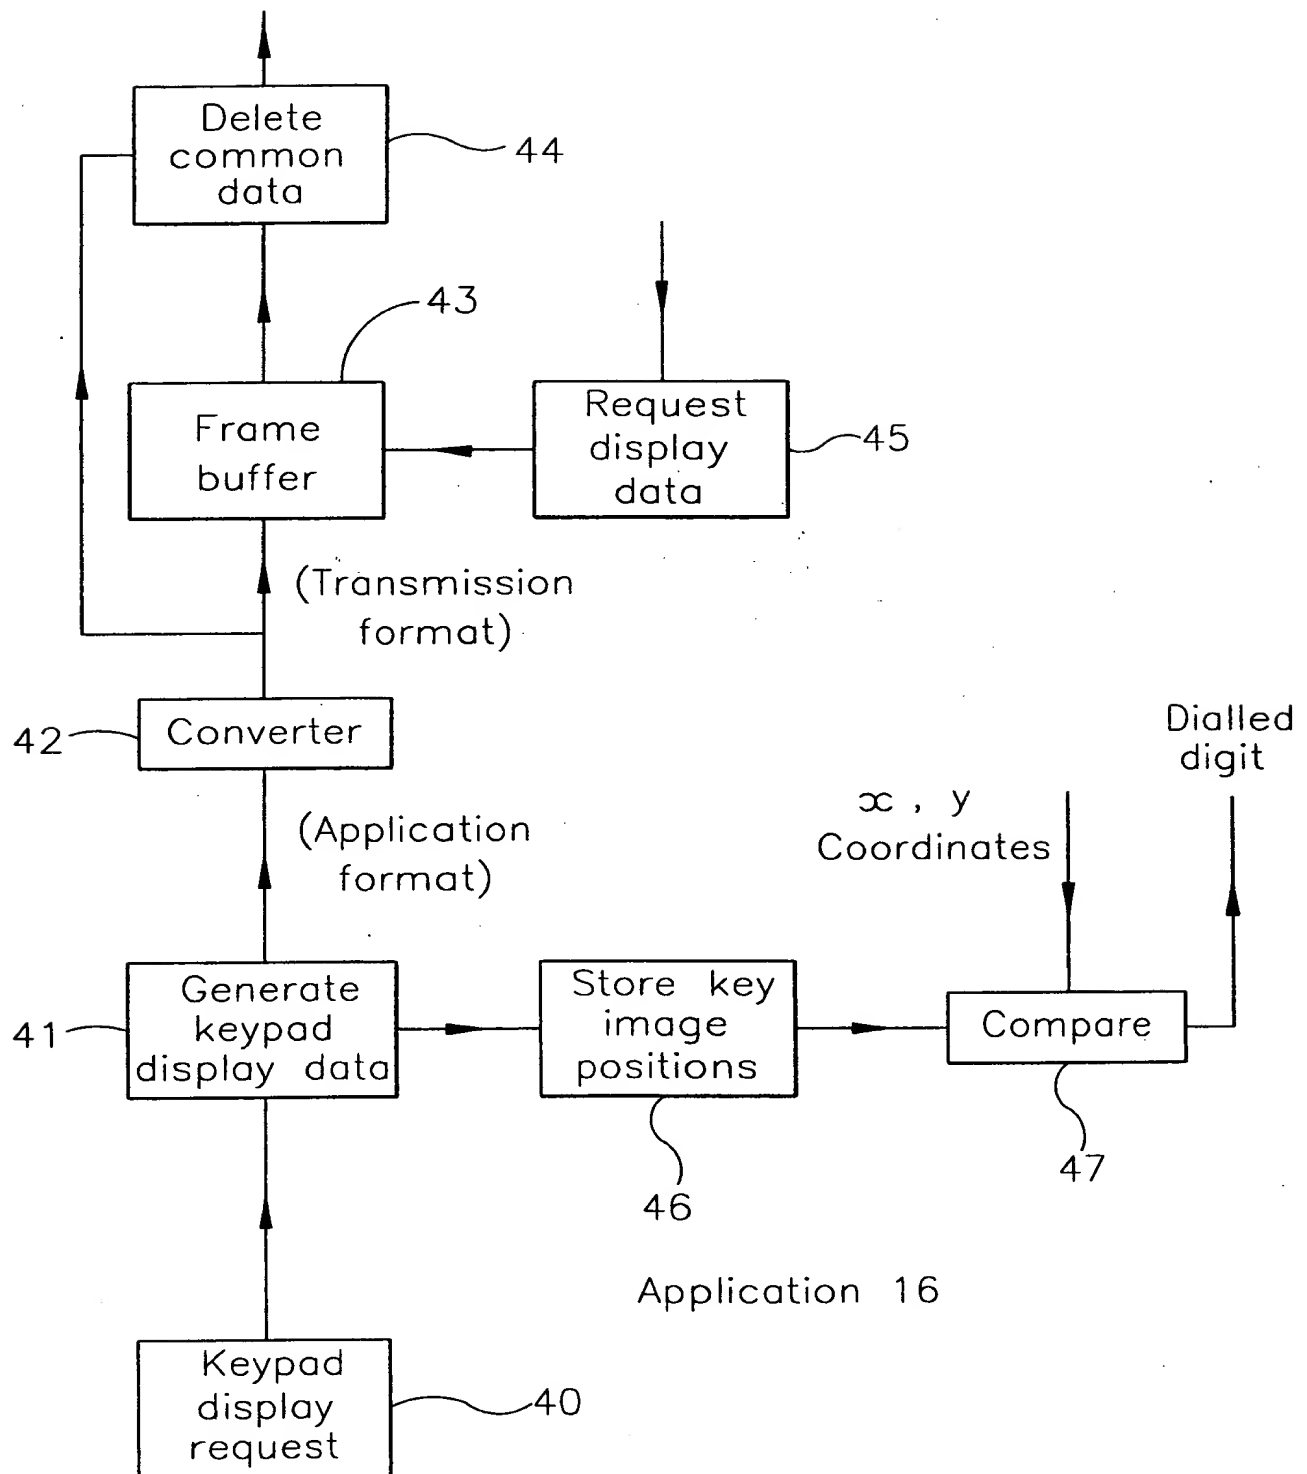 Delete
common
data
44
43
Request
display
data
45
Frame
buffer
(Transmission
format)
42
Converter
Dialled
digit
x , y
Coordinates
(Application
format)
41
Generate
keypad
display data
Store key
image
positions
Compare
46
47
Application 16
Keypad
display
request
40